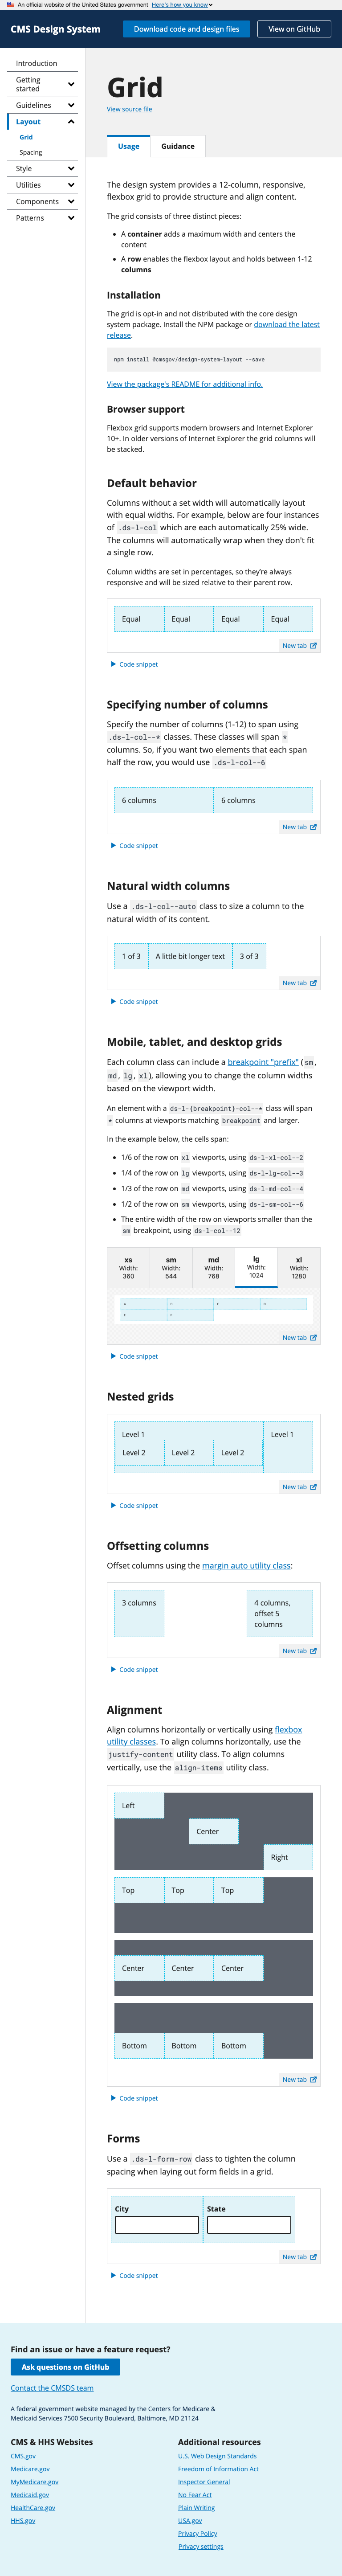 An official website of the United States government Here's how you know
CMS Design System
Download code and design files
View on GitHub
Introduction
Getting
started
Guidelines
Layout
Grid
Spacing
Style
Utilities
Components
Patterns
Grid
View source file
Usage
Guidance
The design system provides a 12-column, responsive,
flexbox grid to provide structure and align content.
The grid consists of three distinct pieces:
A container adds a maximum width and centers the
content
A row enables the flexbox layout and holds between 1-12
columns
Installation
The grid is opt-in and not distributed with the core design
system package. Install the NPM package or download the latest
release.
npm install @cmsgov/design-system-layout --save
View the package's README for additional info.
Browser support
Flexbox grid supports modern browsers and Internet Explorer
10+. In older versions of Internet Explorer the grid columns will
be stacked.
Default behavior
Columns without a set width will automatically layout
with equal widths. For example, below are four instances
of .ds-l-col which are each automatically 25% wide.
The columns will automatically wrap when they don't fit
a single row.
Column widths are set in percentages, so they're always
responsive and will be sized relative to their parent row.
Equal
Equal
Equal
Equal
New tab
Code snippet
Specifying number of columns
Specify the number of columns (1-12) to span using
.ds-l-col--* classes. These classes will span *
columns. So, if you want two elements that each span
half the row, you would use .ds-l-col--6
6 columns
6 columns
New tab
Code snippet
Natural width columns
Use a .ds-l-col--auto class to size a column to the
natural width of its content.
1 of 3
A little bit longer text
3 of 3
New tab
Code snippet
Mobile, tablet, and desktop grids
Each column class can include a breakpoint "prefix" (sm,
md, lg, xl), allowing you to change the column widths
based on the viewport width.
An element with a ds-l-{breakpoint}-col--* class will span
* columns at viewports matching breakpoint and larger.
In the example below, the cells span:
1/6 of the row on xl viewports, using ds-l-xl-col--2
1/4 of the row on lg viewports, using ds-l-lg-col--3
1/3 of the row on md viewports, using ds-l-md-col--4
1/2 of the row on sm viewports, using ds-l-sm-col--6
The entire width of the row on viewports smaller than the
sm breakpoint, using ds-l-col--12
xs
Width:
360
sm
Width:
544
md
Width:
768
lg
Width:
1024
xl
Width:
1280
New tab
Code snippet
Nested grids
Level 1
Level 1
Level 2
Level 2
Level 2
New tab
Code snippet
Offsetting columns
Offset columns using the margin auto utility class:
3 columns
4 columns,
offset 5
columns
New tab
Code snippet
Alignment
Align columns horizontally or vertically using flexbox
utility classes. To align columns horizontally, use the
justify-content utility class. To align columns
vertically, use the align-items utility class.
Left
Center
Right
Top
Top
Top
Center
Center
Center
Bottom
Bottom
Bottom
New tab
Code snippet
Forms
Use a .ds-l-form-row class to tighten the column
spacing when laying out form fields in a grid.
City
State
New tab
Code snippet
Find an issue or have a feature request?
Ask questions on GitHub
Contact the CMSDS team
A federal government website managed by the Centers for Medicare &
Medicaid Services 7500 Security Boulevard, Baltimore, MD 21124
CMS & HHS Websites
CMS.gov
Medicare.gov
MyMedicare.gov
Medicaid.gov
HealthCare.gov
HHS.gov
Additional resources
U.S. Web Design Standards
Freedom of Information Act
Inspector General
No Fear Act
Plain Writing
USA.gov
Privacy Policy
Privacy settings